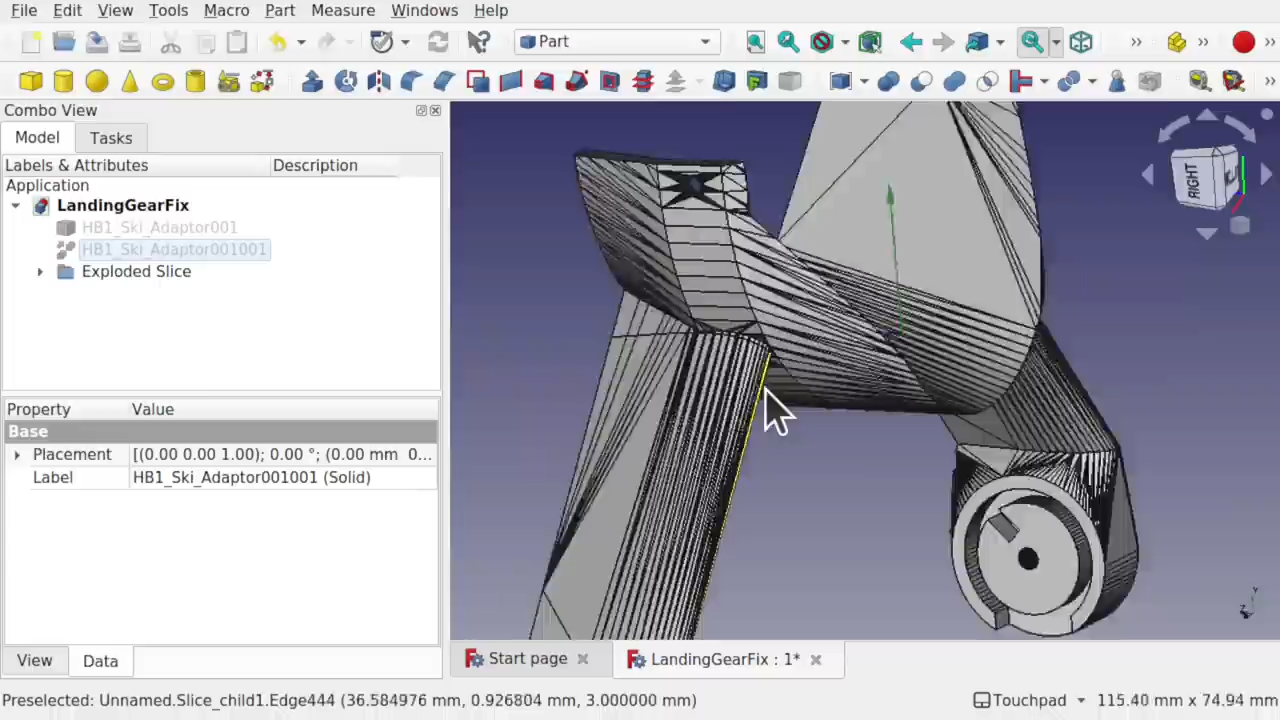 File Edit View Tools Macro Part Measure Windows Help
Part
Combo View
Model Tasks
Labels & Attributes Description
Application
LandingGearFix
HB1_Ski_Adaptor001
HB1_Ski_Adaptor001001
Exploded Slice
Property Value
Base
Placement [(0.00 0.00 1.00); 0.00 °; (0.00 mm 0...
Label HB1_Ski_Adaptor001001 (Solid)
RIGHT
View Data
Start page LandingGearFix : 1*
Preselected: Unnamed.Slice_child1.Edge444 (36.584976 mm, 0.926804 mm, 3.000000 mm) Touchpad 115.40 mm x 74.94 mm